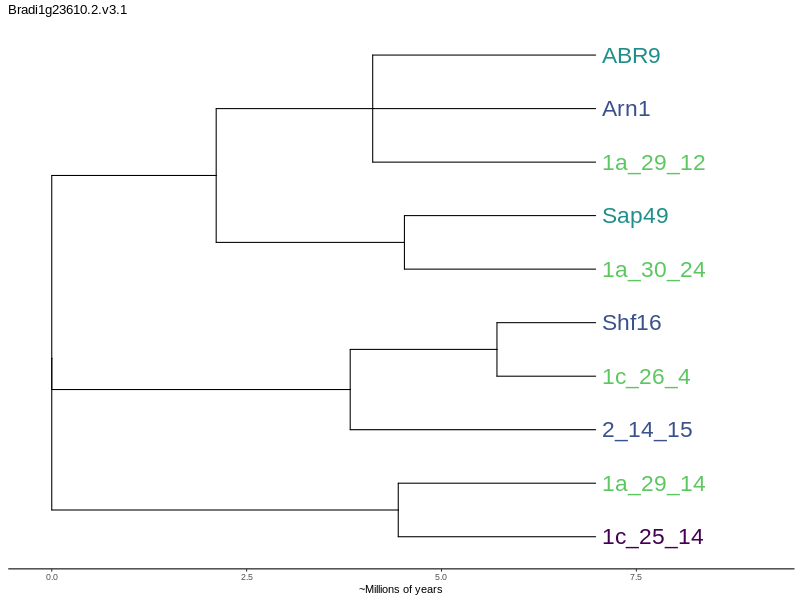 Bradi1g23610.2.v3.1
ABR9
Arn1
1a_29_12
Sap49
1a_30_24
Shf16
1c_26_4
2_14_15
1a_29_14
1c_25_14
0.0 2.5 5.0 7.5
~Millions of years